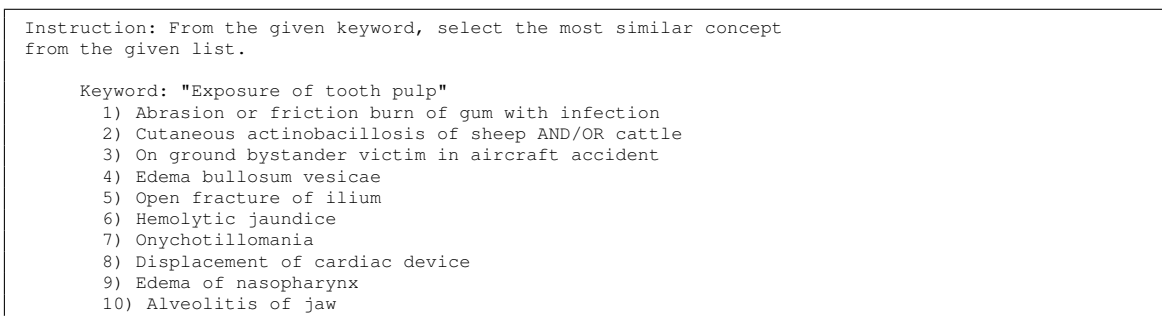 Instruction: From the given keyword, select the most similar concept
from the given list.
Keyword: "Exposure of tooth pulp"
1) Abrasion or friction burn of gum with infection
2) Cutaneous actinobacillosis of sheep AND/OR cattle
3) On ground bystander victim in aircraft accident
4) Edema bullosum vesicae
5) Open fracture of ilium
6) Hemolytic jaundice
7) Onychotillomania
8) Displacement of cardiac device
9) Edema of nasopharynx
10) Alveolitis of jaw